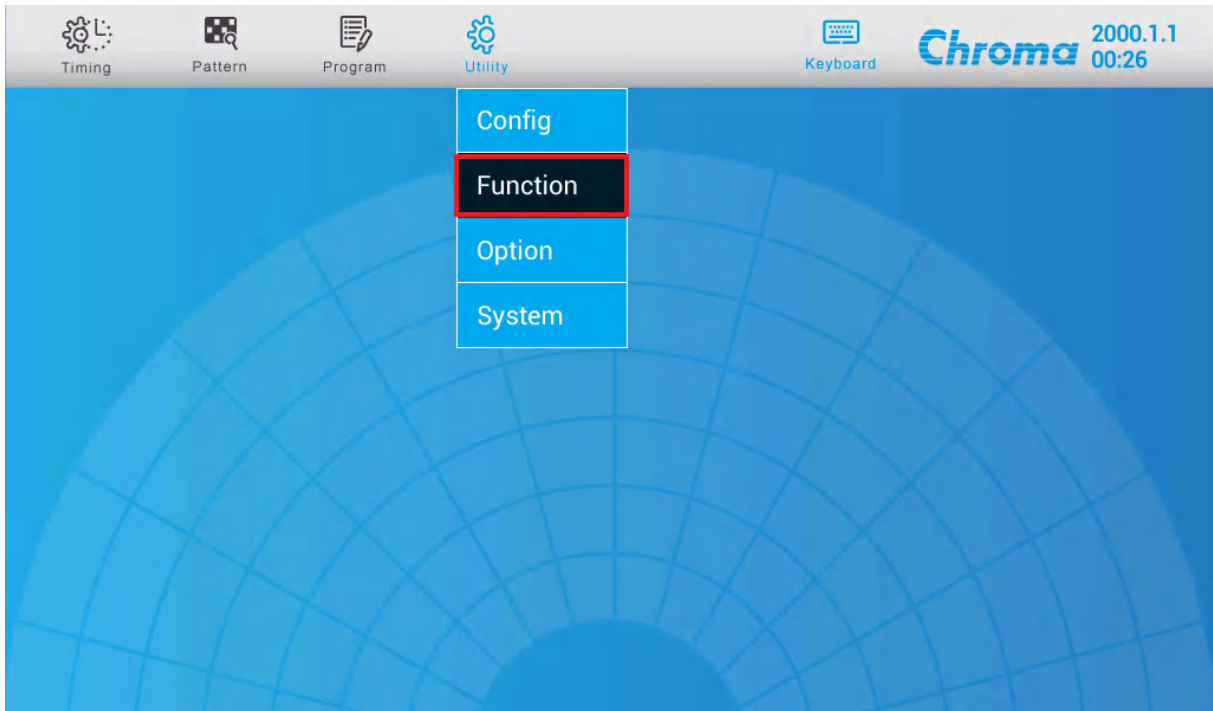 Timing
Pattern
Program
Utility
Keyboard
Chroma
2000.1.1
00:26
Config
Function
Option
System